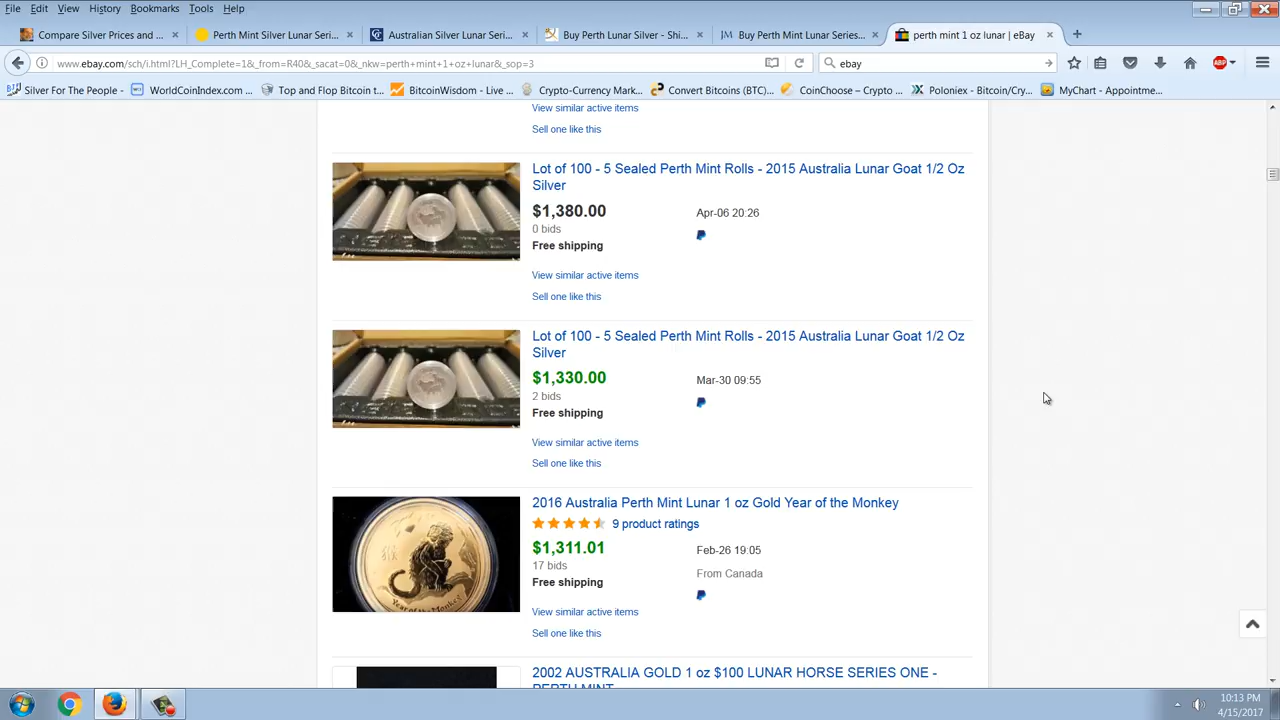 File Edit View History Bookmarks Tools Help
Compare Silver Prices and ... × Perth Mint Silver Lunar Seri... × Australian Silver Lunar Seri... × Buy Perth Lunar Silver - Shi... × JM Buy Perth Mint Lunar Series... × perth mint 1 oz lunar | eBay × +
www.ebay.com/sch/i.html?LH_Complete=1&_from=R40&_sacat=0&_nkw=perth+mint+1+oz+lunar&_sop=3
ebay
ABP
Silver For The People - ... WorldCoinIndex.com ... Top and Flop Bitcoin t... BitcoinWisdom - Live ... Crypto-Currency Mark... Convert Bitcoins (BTC)... CoinChoose – Crypto ... Poloniex - Bitcoin/Cry... MyChart - Appointme...
View similar active items
Sell one like this
Lot of 100 - 5 Sealed Perth Mint Rolls - 2015 Australia Lunar Goat 1/2 Oz
Silver
$1,380.00 Apr-06 20:26
0 bids
Free shipping
View similar active items
Sell one like this
Lot of 100 - 5 Sealed Perth Mint Rolls - 2015 Australia Lunar Goat 1/2 Oz
Silver
$1,330.00 Mar-30 09:55
2 bids
Free shipping
View similar active items
Sell one like this
2016 Australia Perth Mint Lunar 1 oz Gold Year of the Monkey
9 product ratings
$1,311.01 Feb-26 19:05
17 bids
From Canada
Free shipping
猴
Year of the Monkey
View similar active items
Sell one like this
2002 AUSTRALIA GOLD 1 oz $100 LUNAR HORSE SERIES ONE -
PERTH MINT
10:13 PM
4/15/2017